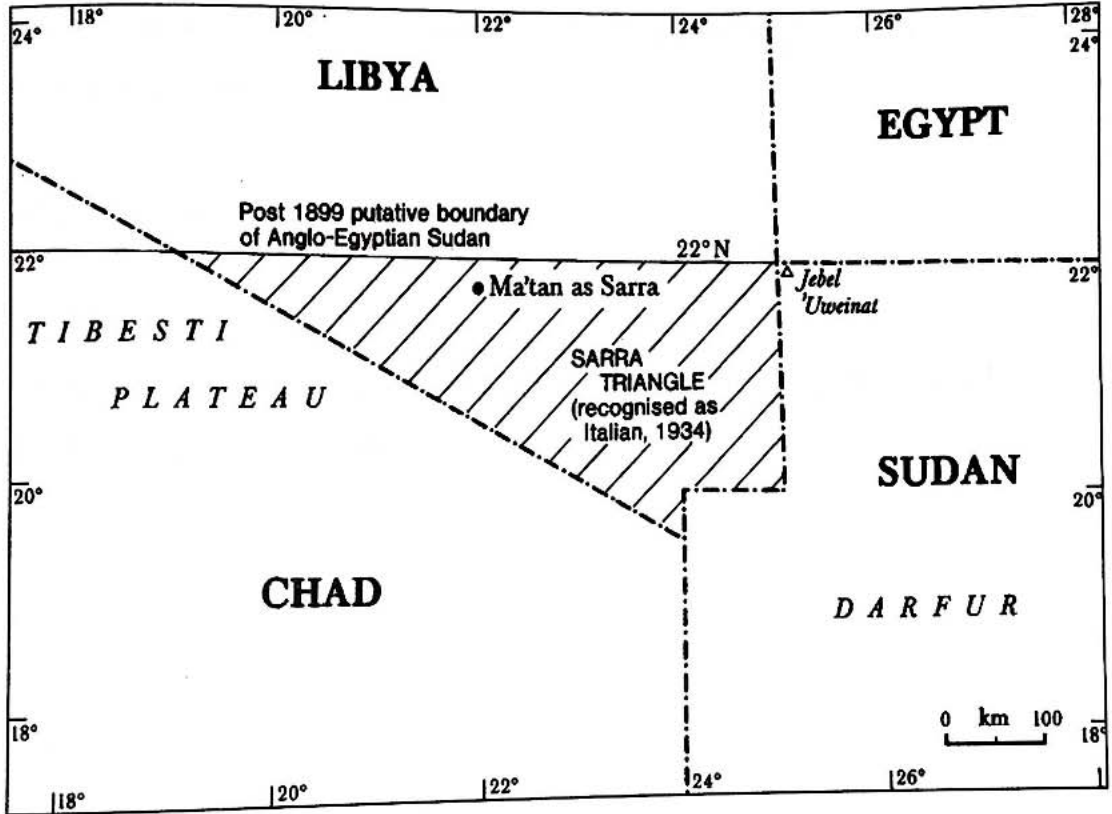 18°
20°
22°
24°
26°
28°
24°
24°
LIBYA
EGYPT
Post 1899 putative boundary
of Anglo-Egyptian Sudan
22°
22°N
22°
Ma'tan as Sarra
Jebel
'Uweinat
TIBESTI
PLATEAU
SARRA
TRIANGLE
(recognised as
Italian, 1934)
SUDAN
20°
20°
CHAD
DARFUR
0 km 100
18°
18°
20°
22°
24°
26°